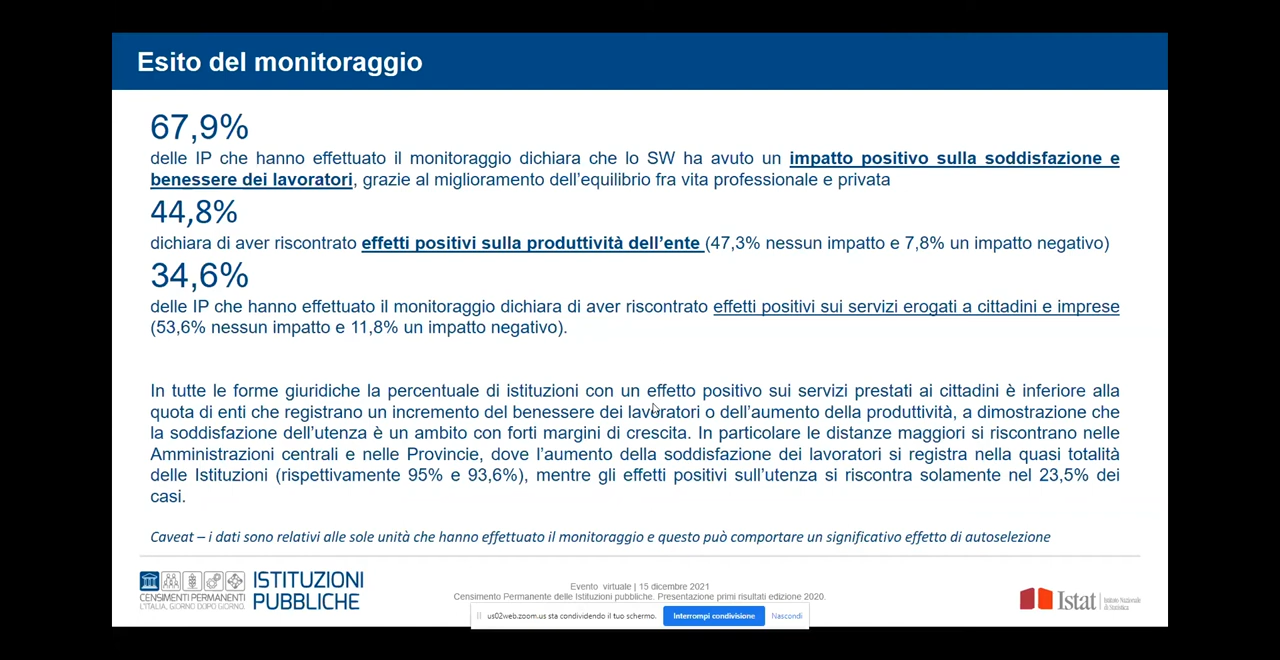 Esito del monitoraggio
67,9%
delle IP che hanno effettuato il monitoraggio dichiara che lo SW ha avuto un impatto positivo sulla soddisfazione e
benessere dei lavoratori, grazie al miglioramento dell'equilibrio fra vita professionale e privata
44,8%
dichiara di aver riscontrato effetti positivi sulla produttività dell'ente (47,3% nessun impatto e 7,8% un impatto negativo)
34,6%
delle IP che hanno effettuato il monitoraggio dichiara di aver riscontrato effetti positivi sui servizi erogati a cittadini e imprese
(53,6% nessun impatto e 11,8% un impatto negativo).
In tutte le forme giuridiche la percentuale di istituzioni con un effetto positivo sui servizi prestati ai cittadini è inferiore alla
quota di enti che registrano un incremento del benessere dei lavoratori o dell'aumento della produttività, a dimostrazione che
la soddisfazione dell'utenza è un ambito con forti margini di crescita. In particolare le distanze maggiori si riscontrano nelle
Amministrazioni centrali e nelle Provincie, dove l'aumento della soddisfazione dei lavoratori si registra nella quasi totalità
delle Istituzioni (rispettivamente 95% e 93,6%), mentre gli effetti positivi sull'utenza si riscontra solamente nel 23,5% dei
casi.
Caveat – i dati sono relativi alle sole unità che hanno effettuato il monitoraggio e questo può comportare un significativo effetto di autoselezione
CENSIMENTI PERMANENTI
L'ITALIA, GIORNO DOPO GIORNO.
ISTITUZIONI
PUBBLICHE
Evento virtuale | 15 dicembre 2021
Censimento Permanente delle Istituzioni pubbliche. Presentazione primi risultati edizione 2020.
us02web.zoom.us sta condividendo il tuo schermo.
Interrompi condivisione
Nascondi
Istat
Istituto Nazionale
di Statistica